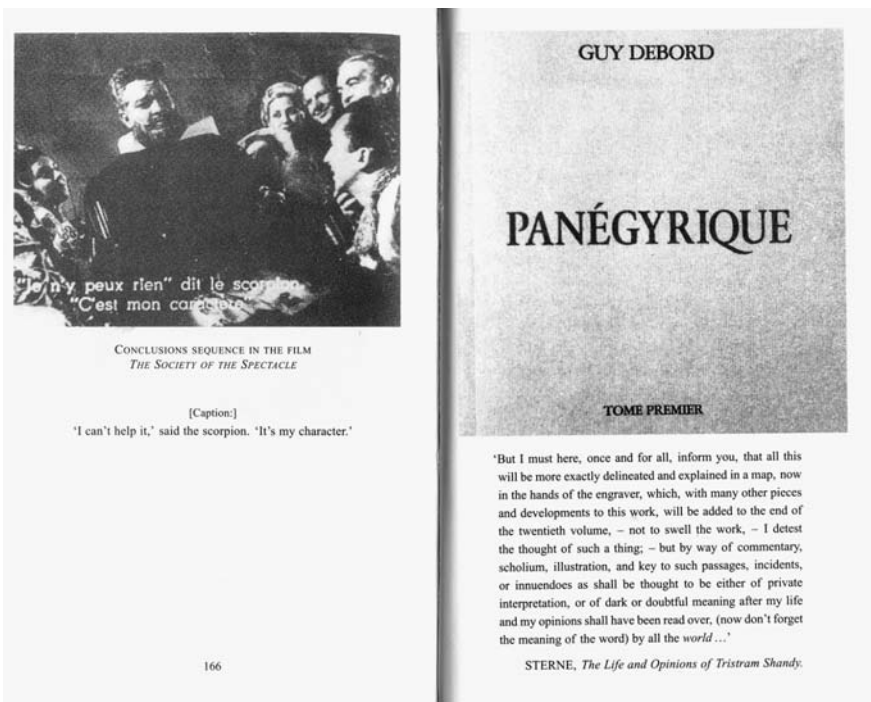 "Je n'y peux rien" dit le scorpion.
"C'est mon caractère"
CONCLUSIONS SEQUENCE IN THE FILM
THE SOCIETY OF THE SPECTACLE
[Caption:]
'I can't help it,' said the scorpion. 'It's my character.'
166
GUY DEBORD
PANÉGYRIQUE
TOME PREMIER
'But I must here, once and for all, inform you, that all this
will be more exactly delineated and explained in a map, now
in the hands of the engraver, which, with many other pieces
and developments to this work, will be added to the end of
the twentieth volume, – not to swell the work, – I detest
the thought of such a thing; – but by way of commentary,
scholium, illustration, and key to such passages, incidents,
or innuendoes as shall be thought to be either of private
interpretation, or of dark or doubtful meaning after my life
and my opinions shall have been read over, (now don't forget
the meaning of the word) by all the world ...'
STERNE, The Life and Opinions of Tristram Shandy.